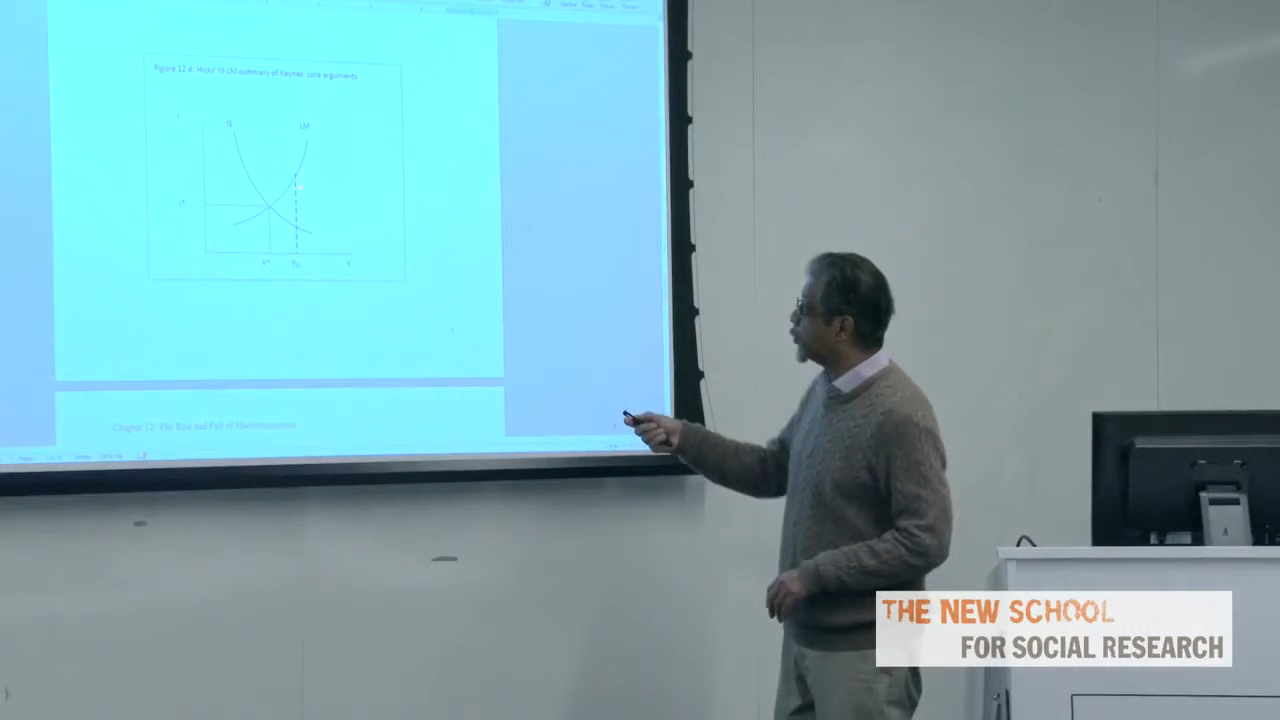 Figure 12.4: Hicks' IS-LM summary of Keynes' core arguments
i
IS
LM
i*
Chapter 12: The Rise and Fall of Macroeconomics
THE NEW SCHOOL
FOR SOCIAL RESEARCH